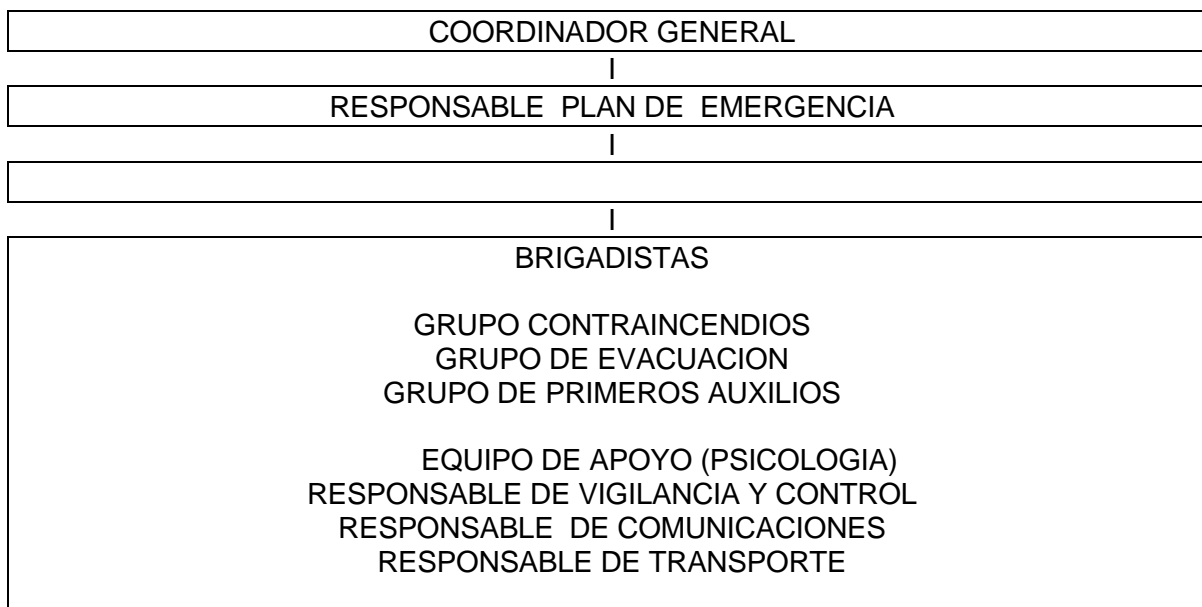 COORDINADOR GENERAL
RESPONSABLE PLAN DE EMERGENCIA
BRIGADISTAS
GRUPO CONTRAINCENDIOS
GRUPO DE EVACUACION
GRUPO DE PRIMEROS AUXILIOS
EQUIPO DE APOYO (PSICOLOGIA)
RESPONSABLE DE VIGILANCIA Y CONTROL
RESPONSABLE DE COMUNICACIONES
RESPONSABLE DE TRANSPORTE